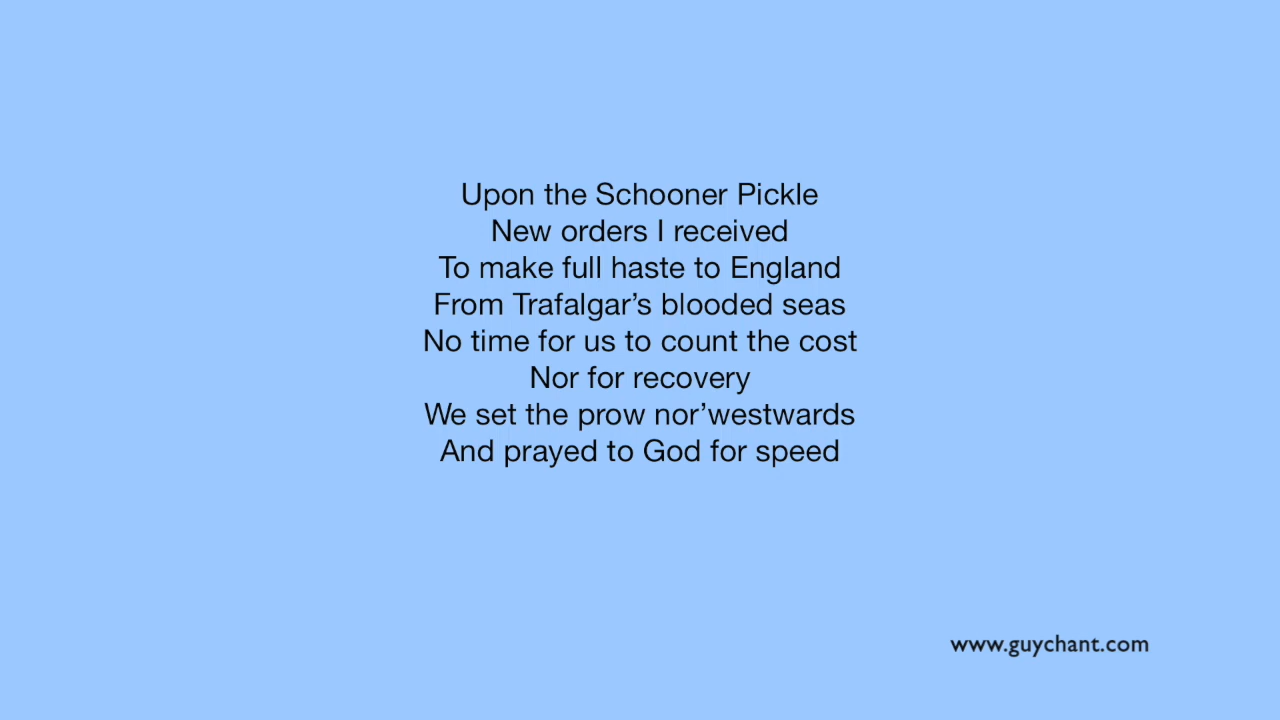 Upon the Schooner Pickle
New orders I received
To make full haste to England
From Trafalgar’s blooded seas
No time for us to count the cost
Nor for recovery
We set the prow nor’westwards
And prayed to God for speed
www.guychant.com